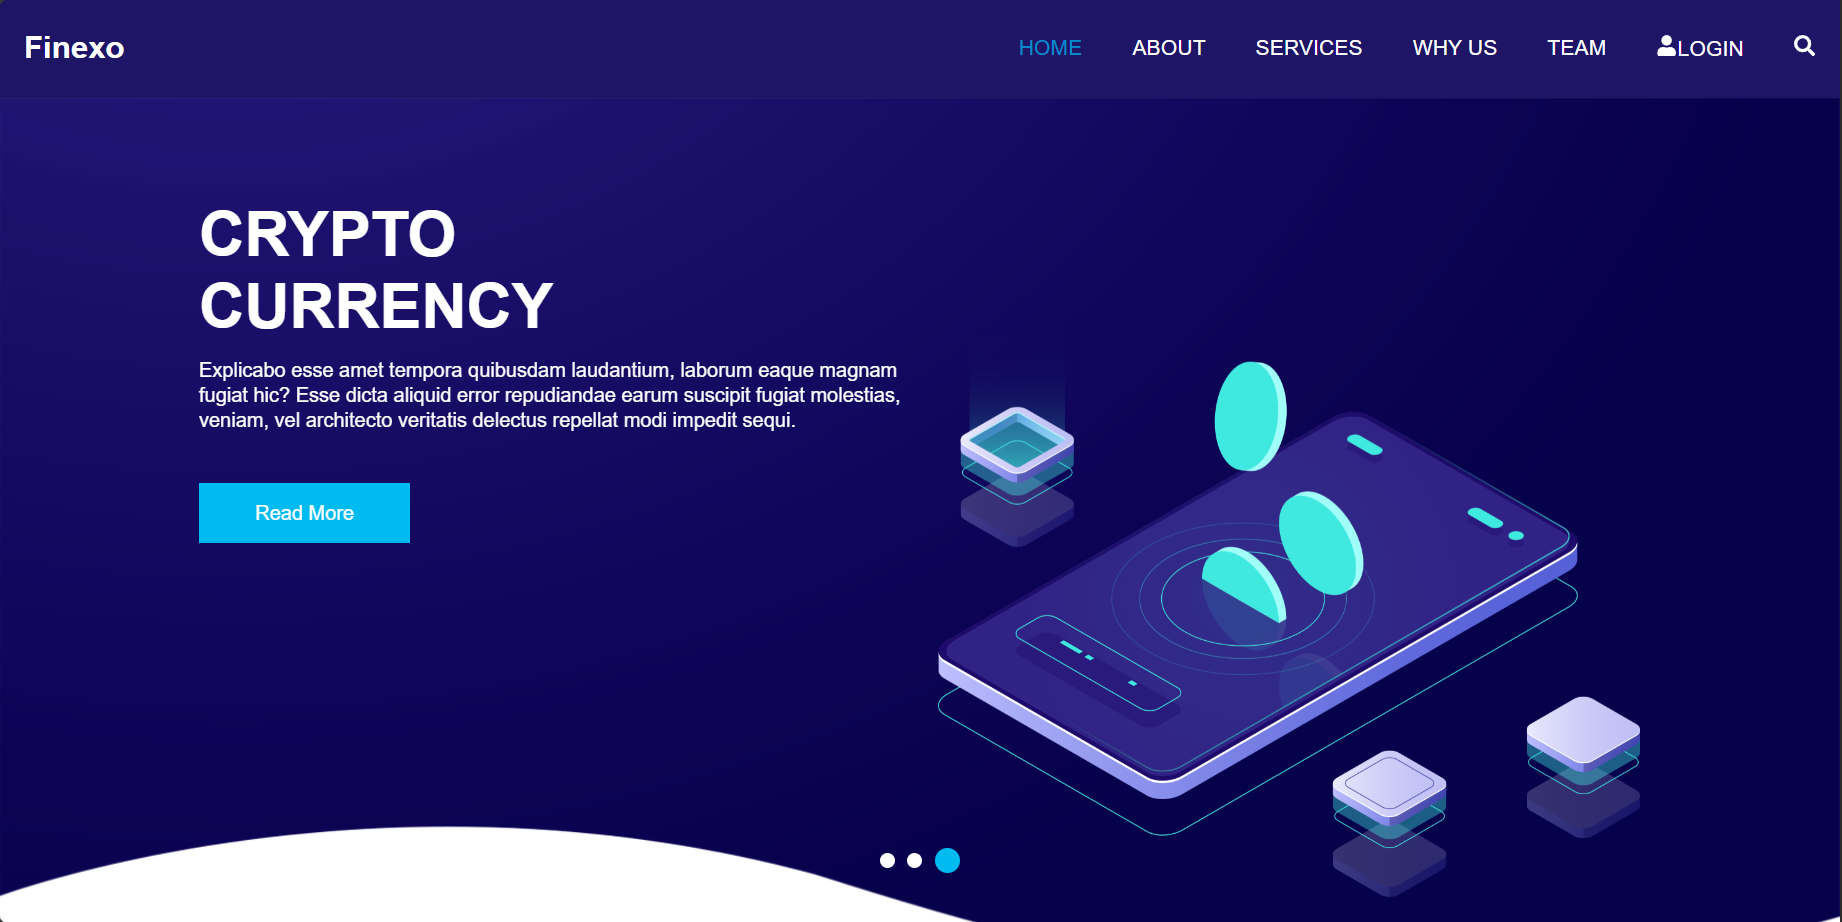 Finexo
HOME ABOUT SERVICES WHY US TEAM LOGIN
CRYPTO
CURRENCY
Explicabo esse amet tempora quibusdam laudantium, laborum eaque magnam
fugiat hic? Esse dicta aliquid error repudiandae earum suscipit fugiat molestias,
veniam, vel architecto veritatis delectus repellat modi impedit sequi.
Read More